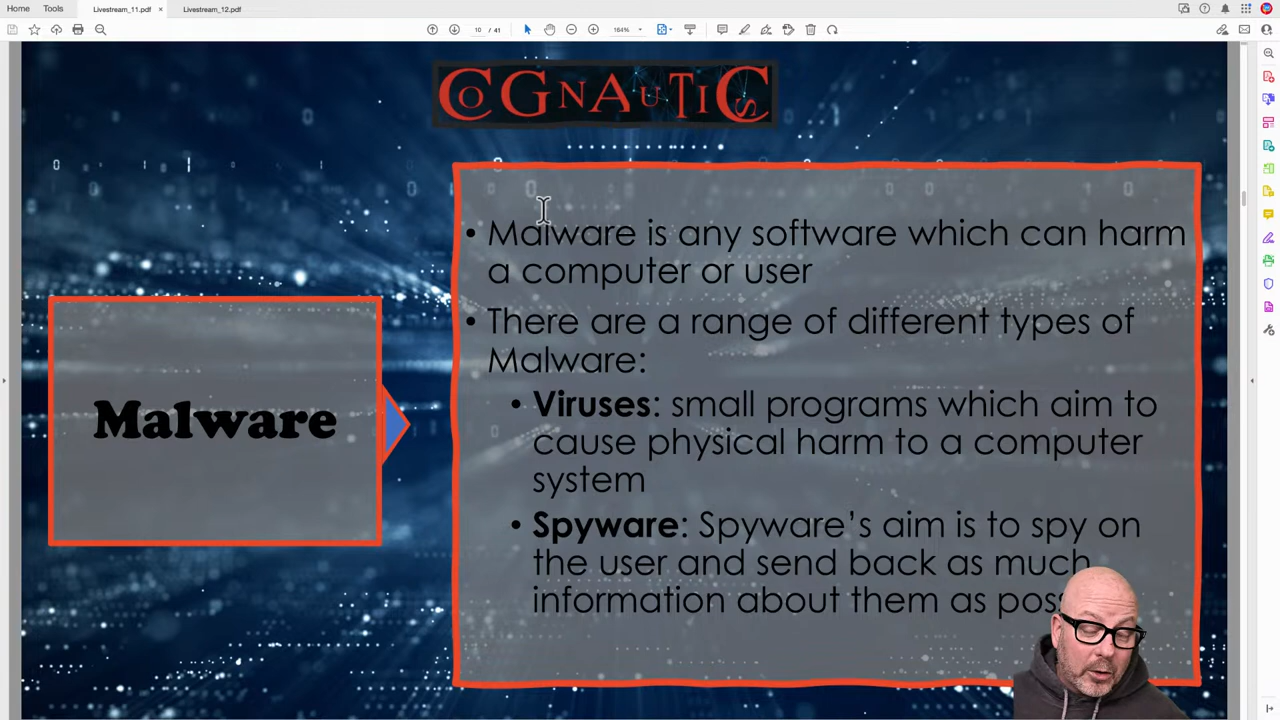 Home
Tools
Livestream_11.pdf
Livestream_12.pdf
10 / 41
164%
COGNAUTICS
Malware
• Malware is any software which can harm
a computer or user
• There are a range of different types of
Malware:
• Viruses: small programs which aim to
cause physical harm to a computer
system
• Spyware: Spyware's aim is to spy on
the user and send back as much
information about them as